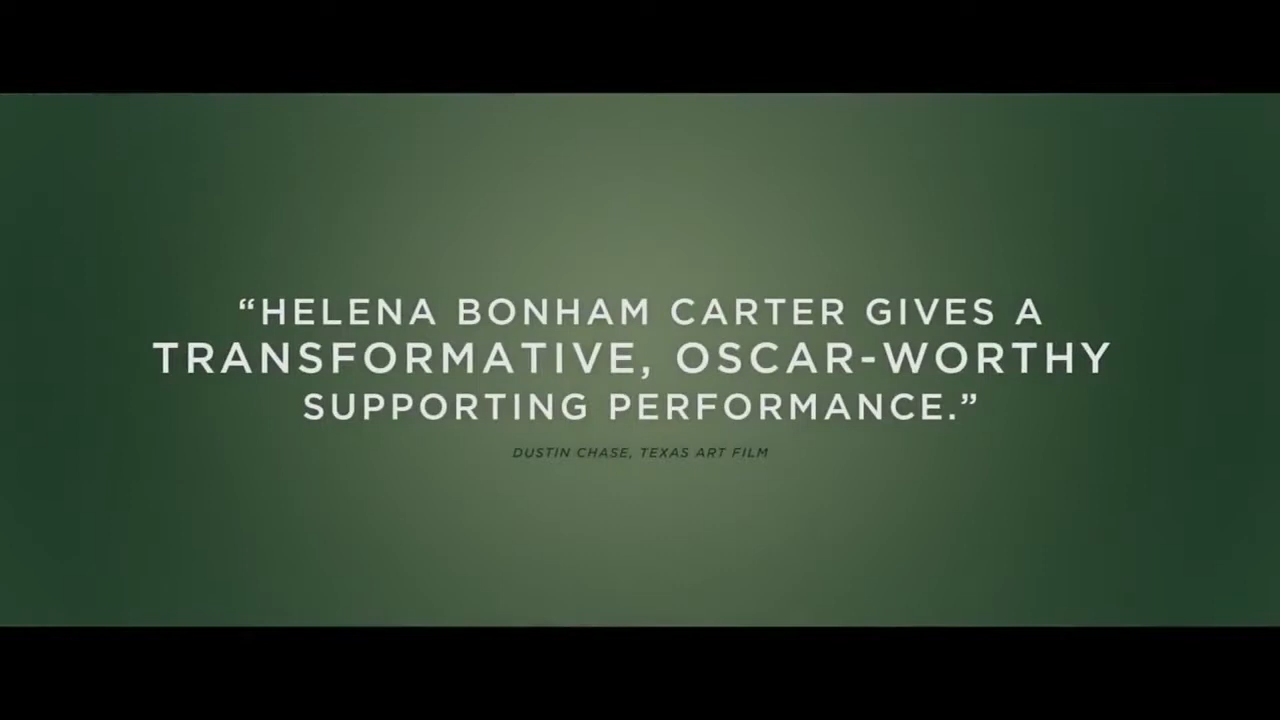 “HELENA BONHAM CARTER GIVES A
TRANSFORMATIVE, OSCAR-WORTHY
SUPPORTING PERFORMANCE.”
DUSTIN CHASE, TEXAS ART FILM